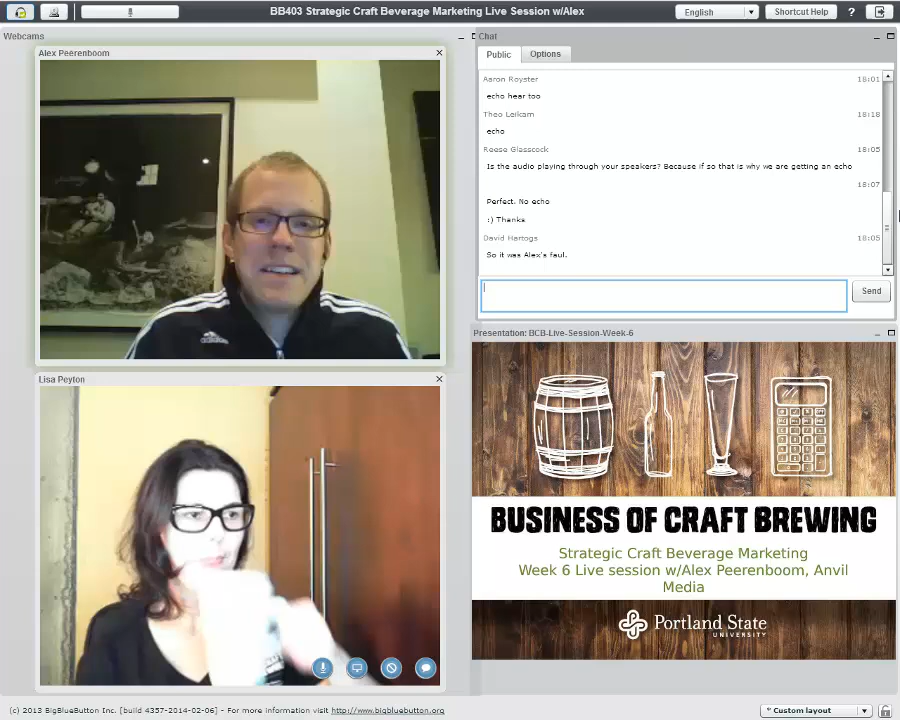 BB403 Strategic Craft Beverage Marketing Live Session w/Alex
English
Shortcut Help
?
Webcams
Alex Peerenboom
Lisa Peyton
Chat
Public
Options
Aaron Royster 18:01
echo hear too
Theo Leikam 18:18
echo
Reese Glasscock 18:05
Is the audio playing through your speakers? Because if so that is why we are getting an echo
18:07
Perfect. No echo
:) Thanks
David Hartogs 18:05
So it was Alex's faul.
Send
Presentation: BCB-Live-Session-Week-6
BUSINESS OF CRAFT BREWING
Strategic Craft Beverage Marketing
Week 6 Live session w/Alex Peerenboom, Anvil
Media
Portland State
UNIVERSITY
(c) 2013 BigBlueButton Inc. [build 4357-2014-02-06] - For more information visit http://www.bigbluebutton.org
* Custom layout